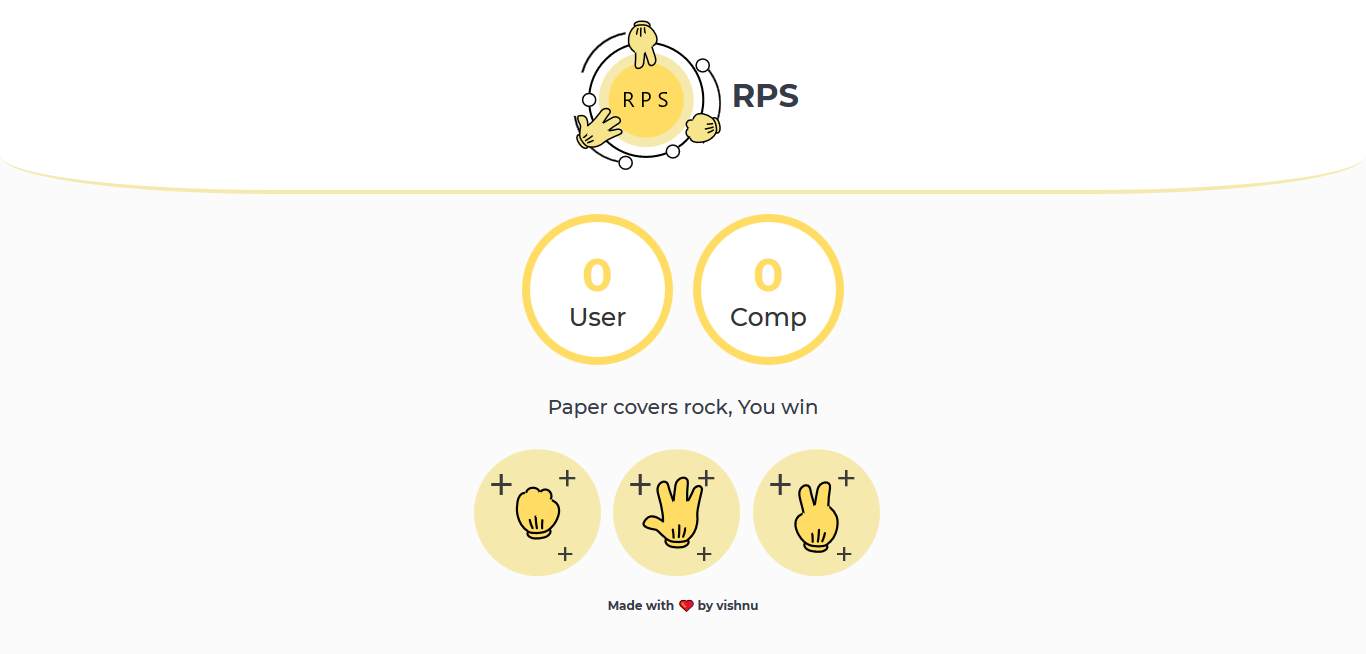 R P S
RPS
0
User
0
Comp
Paper covers rock, You win
Made with ❤ by vishnu